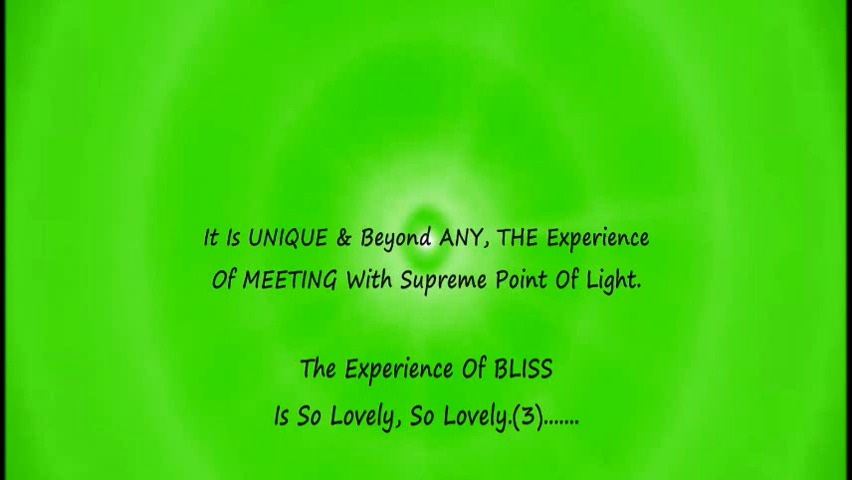 It Is UNIQUE & Beyond ANY, THE Experience
Of MEETING With Supreme Point Of Light.
The Experience Of BLISS
Is So Lovely, So Lovely.(3).......